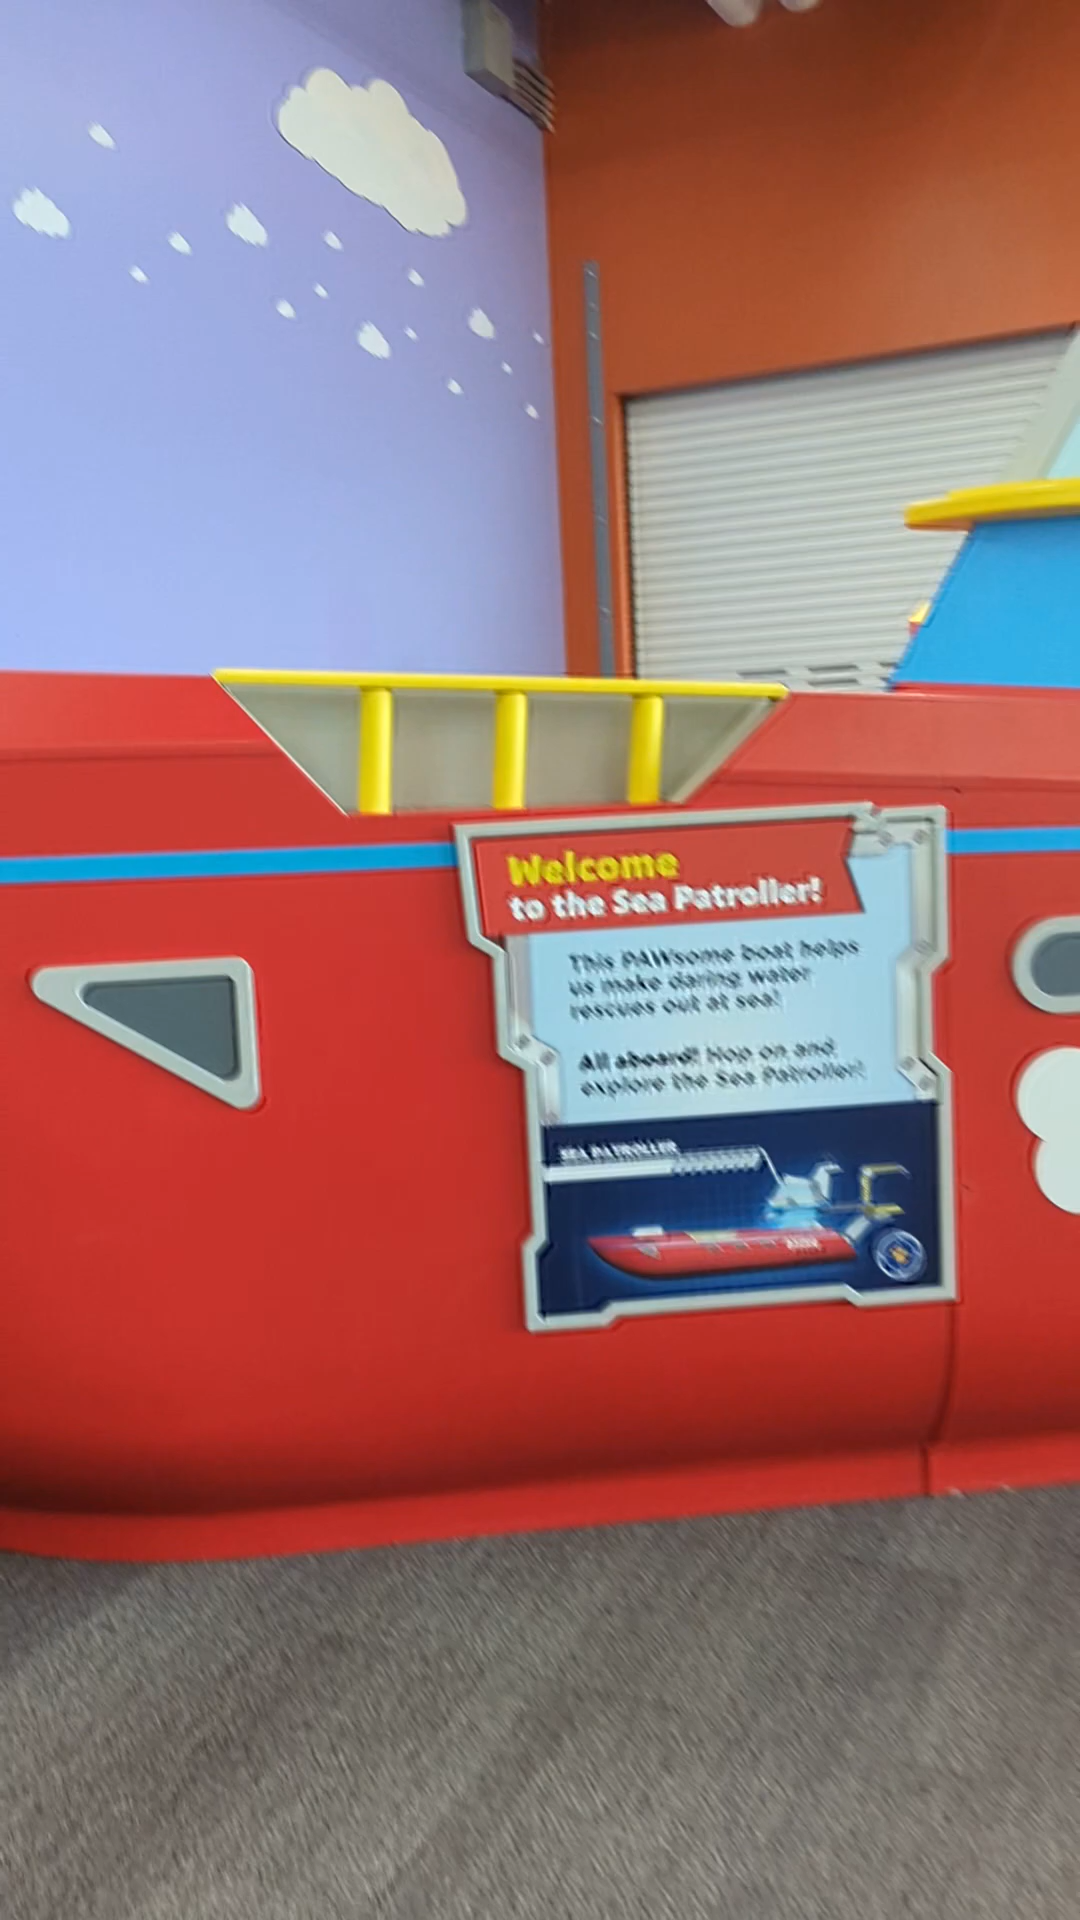 Welcome
to the Sea Patroller!
This PAWsome boat helps
us make daring water
rescues out at sea!
All aboard! Hop on and
explore the Sea Patroller!
SEA PATROLLER